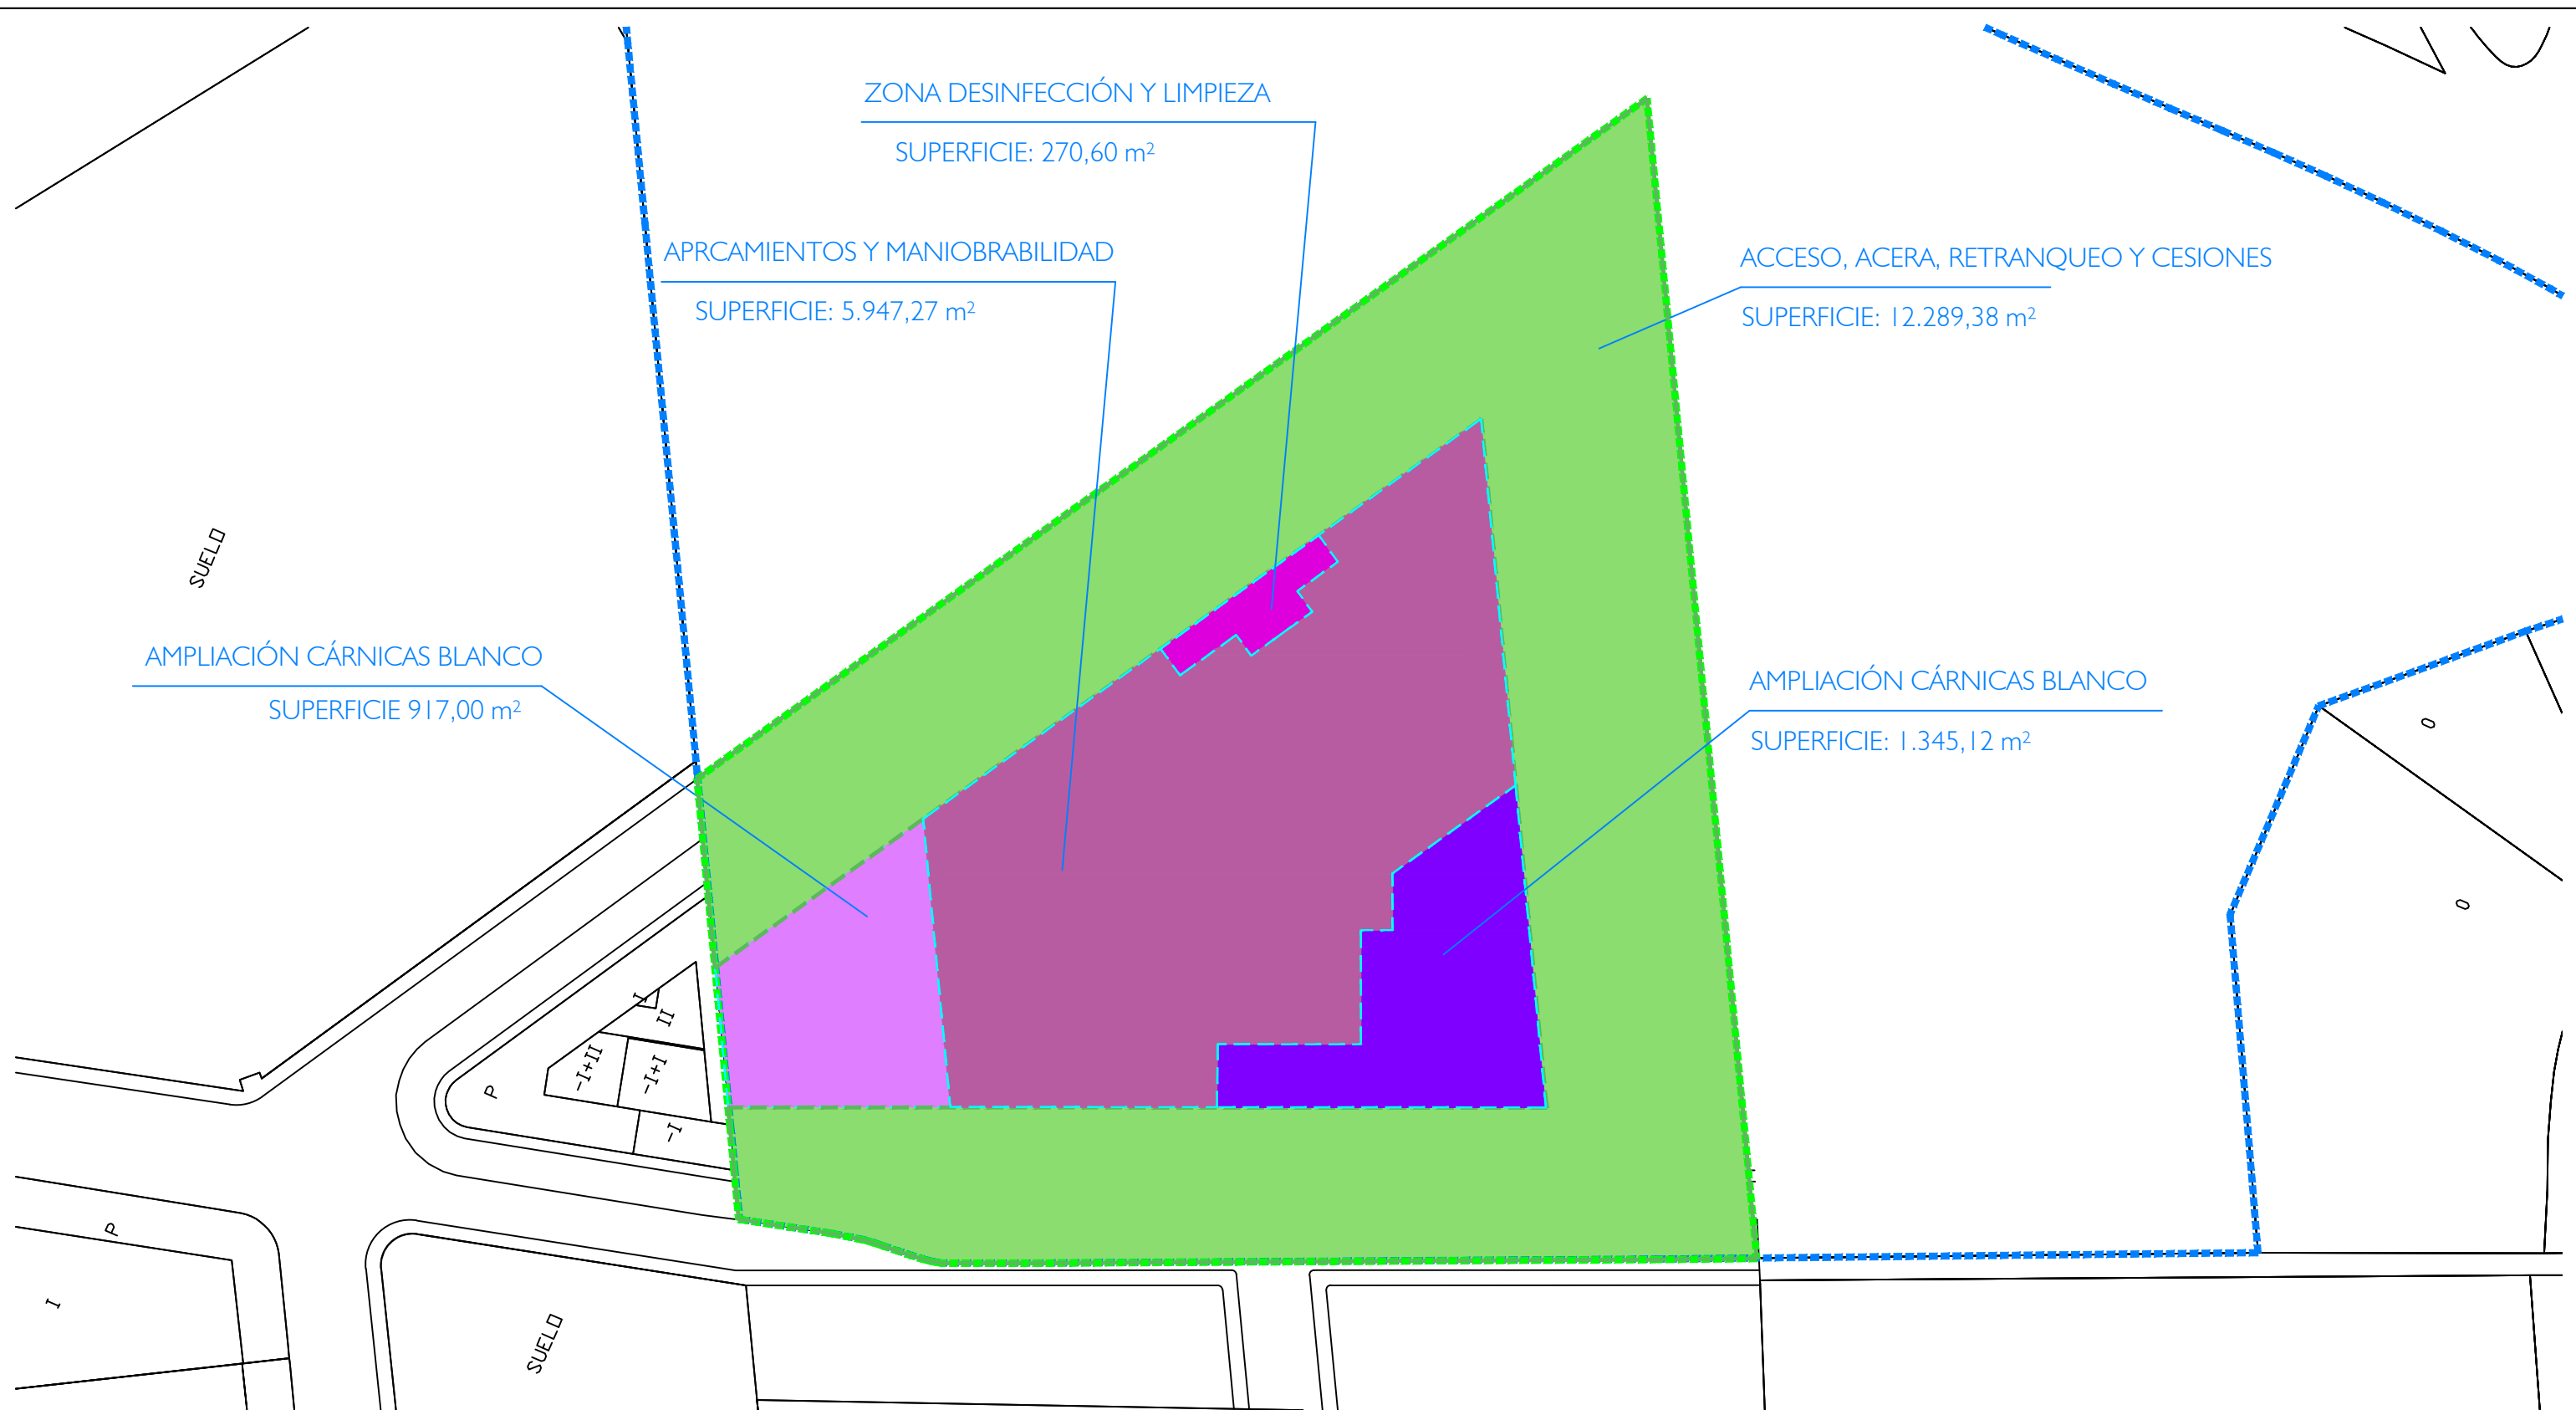 ZONA DESINFECCIÓN Y LIMPIEZA
SUPERFICIE: 270,60 m²
APRCAMIENTOS Y MANIOBRABILIDAD
SUPERFICIE: 5.947,27 m²
ACCESO, ACERA, RETRANQUEO Y CESIONES
SUPERFICIE: 12.289,38 m²
SUELO
AMPLIACIÓN CÁRNICAS BLANCO
SUPERFICIE 917,00 m²
AMPLIACIÓN CÁRNICAS BLANCO
SUPERFICIE: 1.345,12 m²
O
O
I
II
-I+II
-I+I
P
-I
P
I
SUELO